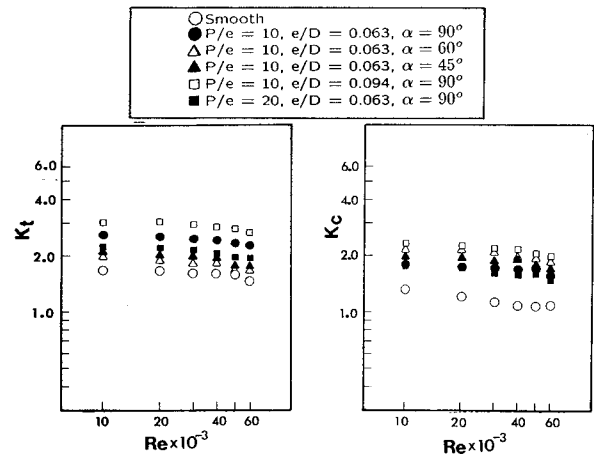 Smooth
P/e = 10, e/D = 0.063, α = 90°
P/e = 10, e/D = 0.063, α = 60°
P/e = 10, e/D = 0.063, α = 45°
P/e = 10, e/D = 0.094, α = 90°
P/e = 20, e/D = 0.063, α = 90°
Kt
6.0
4.0
2.0
1.0
10 20 30 40 60
Re×10⁻³
Kc
6.0
4.0
2.0
1.0
10 20 30 40 60
Re×10⁻³